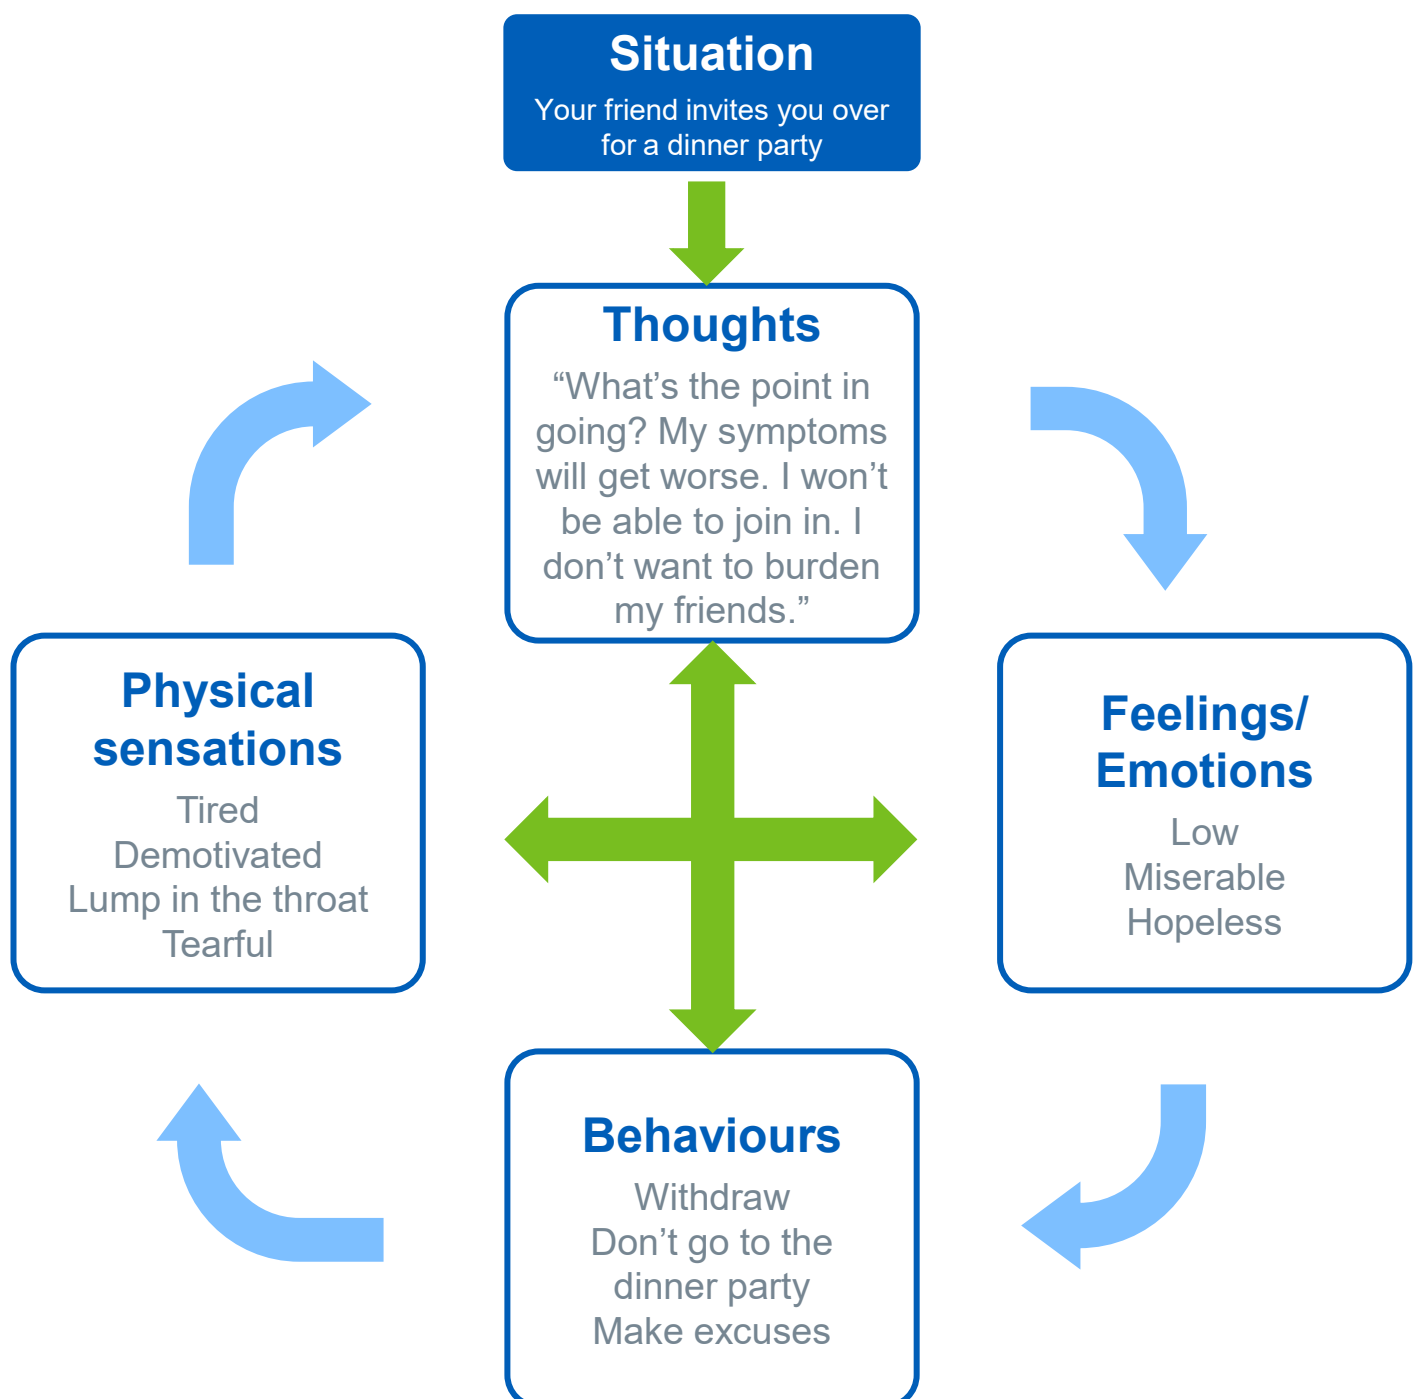 Situation
Your friend invites you over
for a dinner party
Thoughts
“What’s the point in
going? My symptoms
will get worse. I won’t
be able to join in. I
don’t want to burden
my friends.”
Physical
sensations
Tired
Demotivated
Lump in the throat
Tearful
Feelings/
Emotions
Low
Miserable
Hopeless
Behaviours
Withdraw
Don’t go to the
dinner party
Make excuses